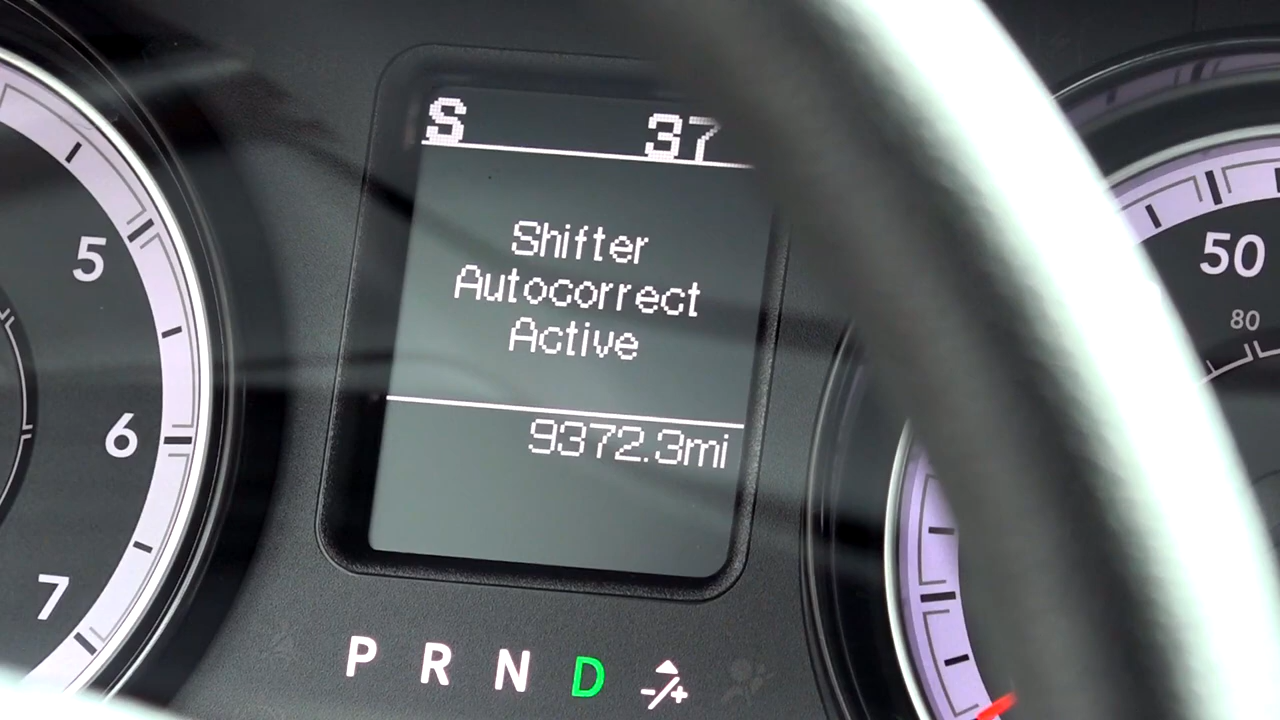 S 37
Shifter
Autocorrect
Active
9372.3mi
5
6
7
50
80
P R N D -/+